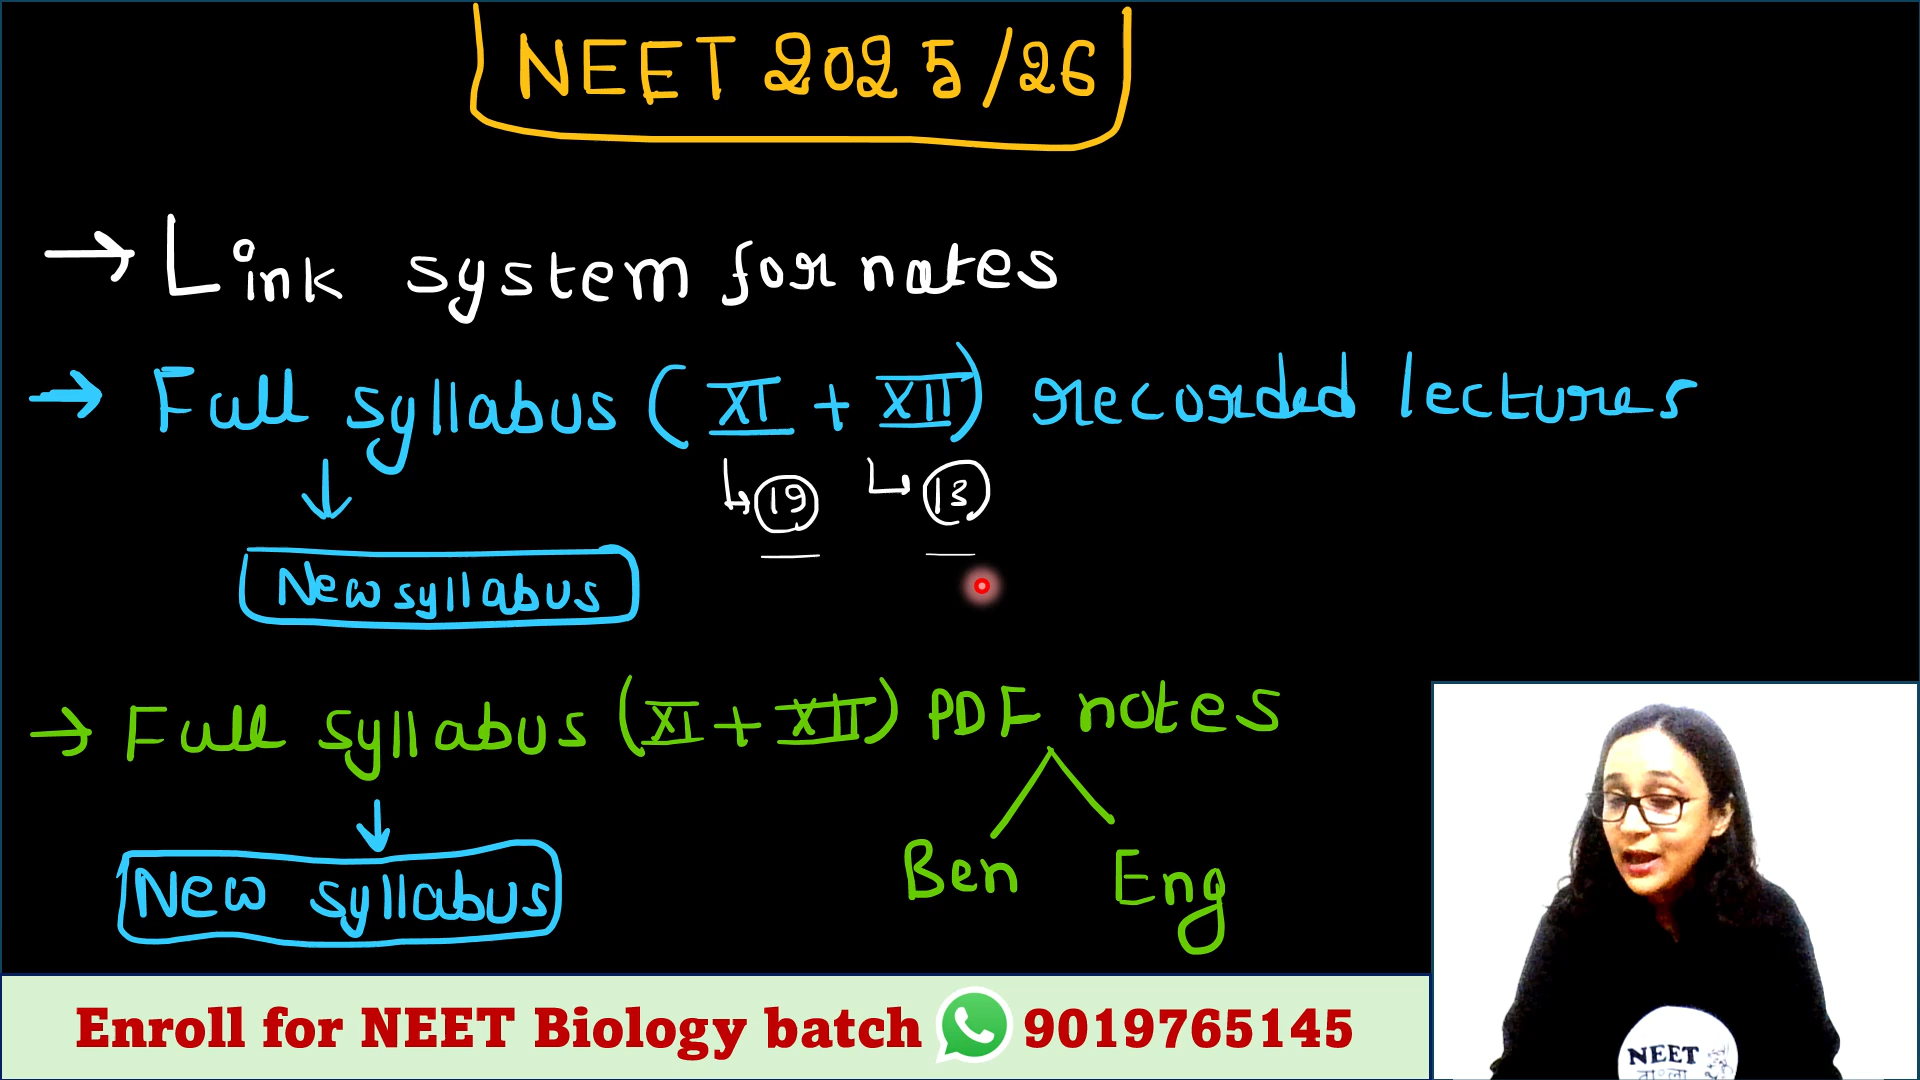 NEET 2025/26
→ Link system for notes
→ Full syllabus (XI + XII) recorded lectures
↳ 19 ↳ 13
New syllabus
→ Full syllabus (XI + XII) PDF notes
Ben Eng
New syllabus
Enroll for NEET Biology batch 9019765145
NEET
বাংলা